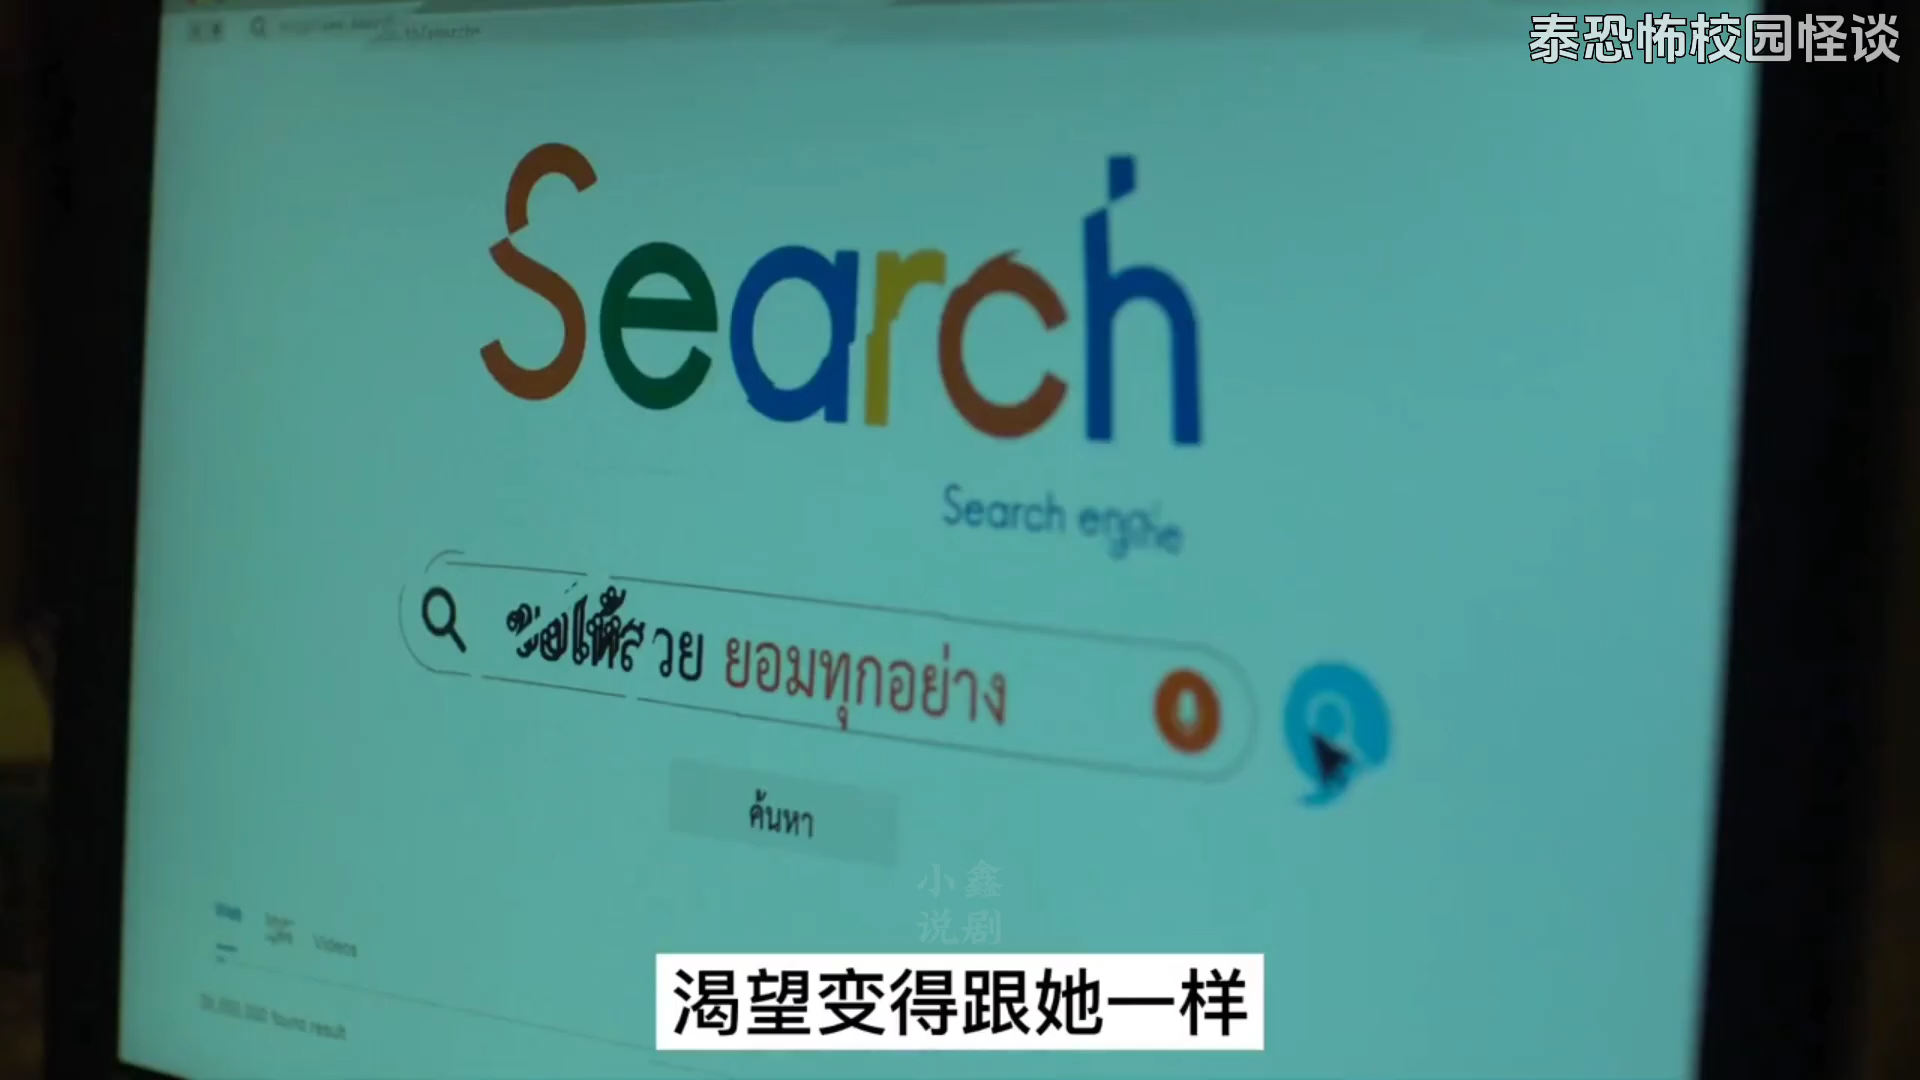 泰恐怖校园怪谈
Search
Search engine
ขอให้สวย ยอมทุกอย่าง
ค้นหา
小鑫
说剧
Web
Videos
渴望变得跟她一样